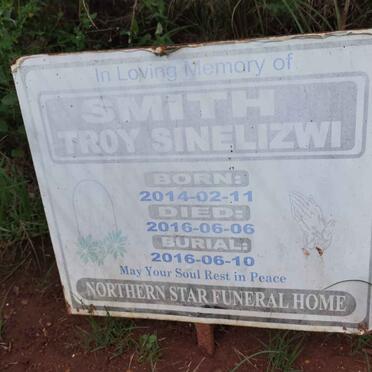 In Loving Memory of
SMITH
TROY SINELIZWI
BORN:
2014-02-11
DIED:
2016-06-06
BURIAL:
2016-06-10
May Your Soul Rest in Peace
NORTHERN STAR FUNERAL HOME